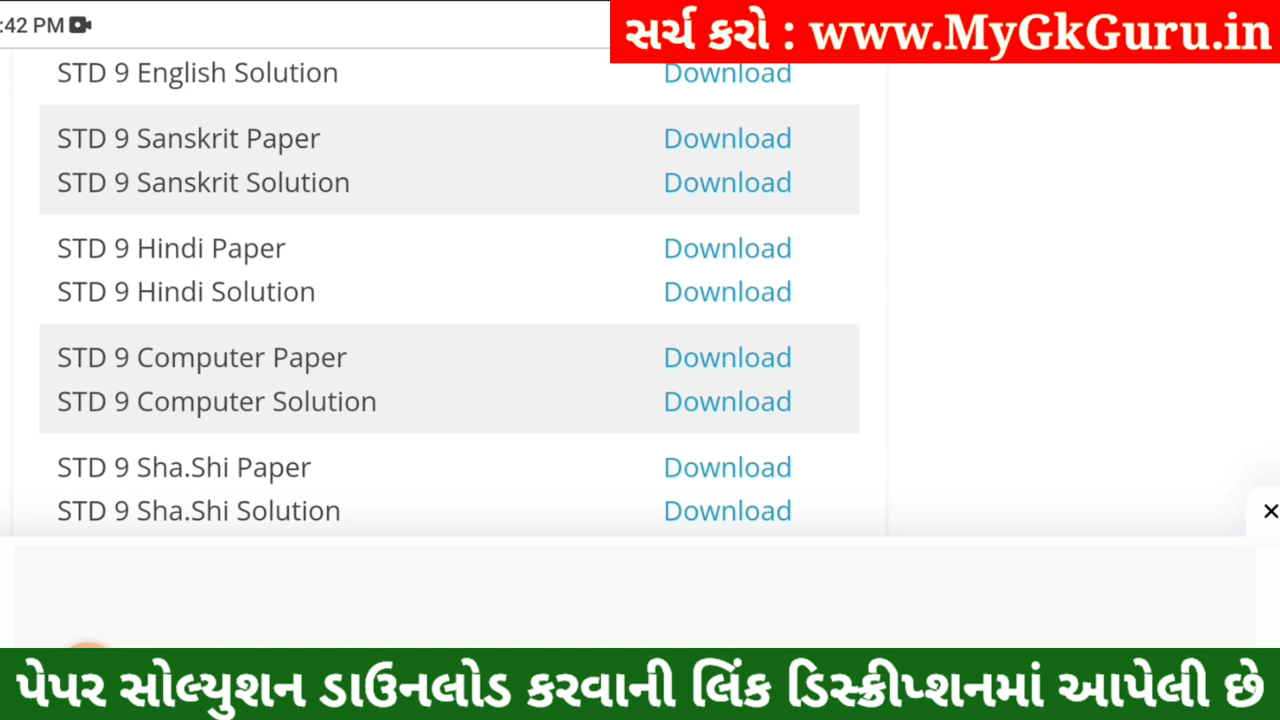 :42 PM
સર્ચ કરો : www.MyGkGuru.in
STD 9 English Solution Download
STD 9 Sanskrit Paper Download
STD 9 Sanskrit Solution Download
STD 9 Hindi Paper Download
STD 9 Hindi Solution Download
STD 9 Computer Paper Download
STD 9 Computer Solution Download
STD 9 Sha.Shi Paper Download
STD 9 Sha.Shi Solution Download
પેપર સોલ્યુશન ડાઉનલોડ કરવાની લિંક ડિસ્ક્રીપ્શનમાં આપેલી છે